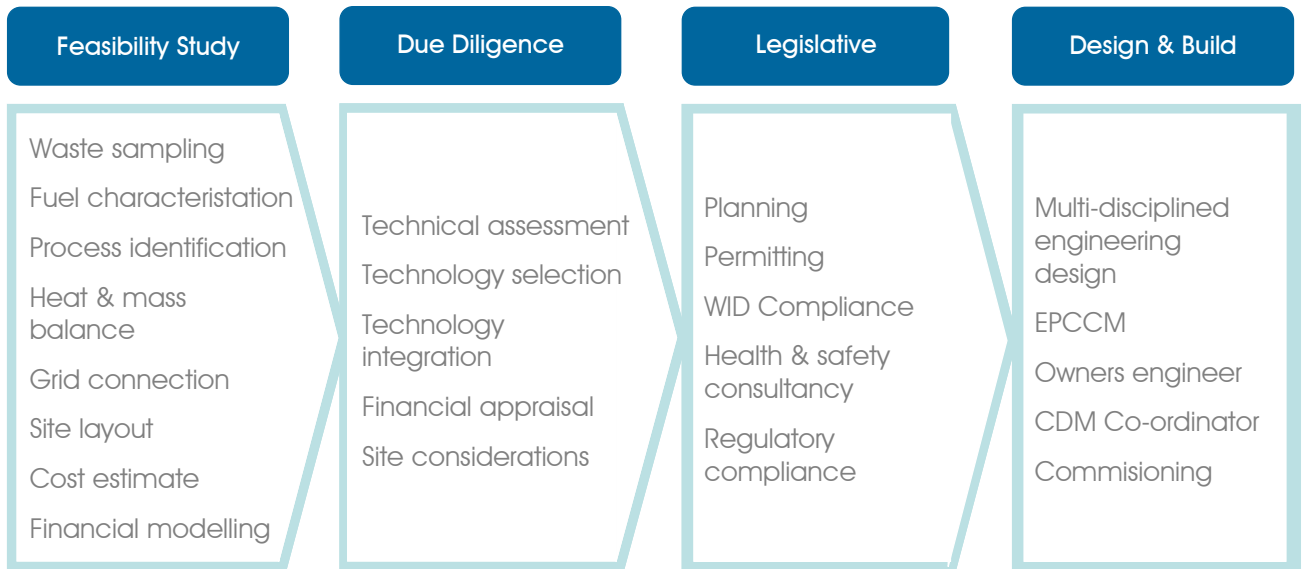 Feasibility Study
Waste sampling
Fuel characteristation
Process identification
Heat & mass
balance
Grid connection
Site layout
Cost estimate
Financial modelling
Due Diligence
Technical assessment
Technology selection
Technology
integration
Financial appraisal
Site considerations
Legislative
Planning
Permitting
WID Compliance
Health & safety
consultancy
Regulatory
compliance
Design & Build
Multi-disciplined
engineering
design
EPCCM
Owners engineer
CDM Co-ordinator
Commisioning